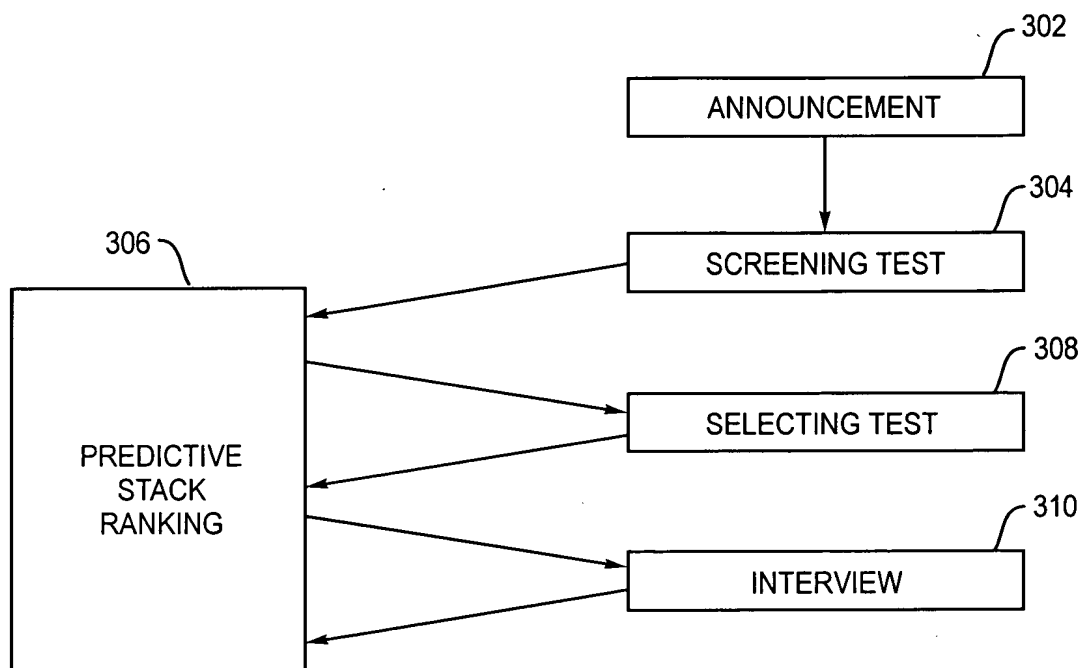 302
ANNOUNCEMENT
304
SCREENING TEST
306
308
SELECTING TEST
PREDICTIVE
STACK
RANKING
310
INTERVIEW